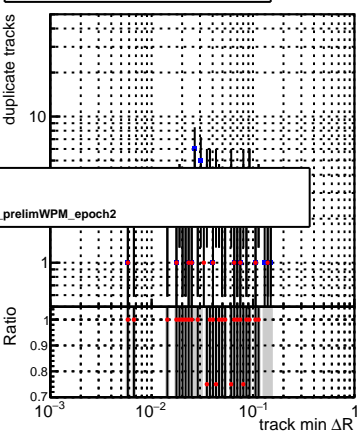 duplicate tracks
10
_prelimWPM_epoch2
1
Ratio
1
0.9
0.8
0.7
10−3 10−2 10−1 1
track min ΔR